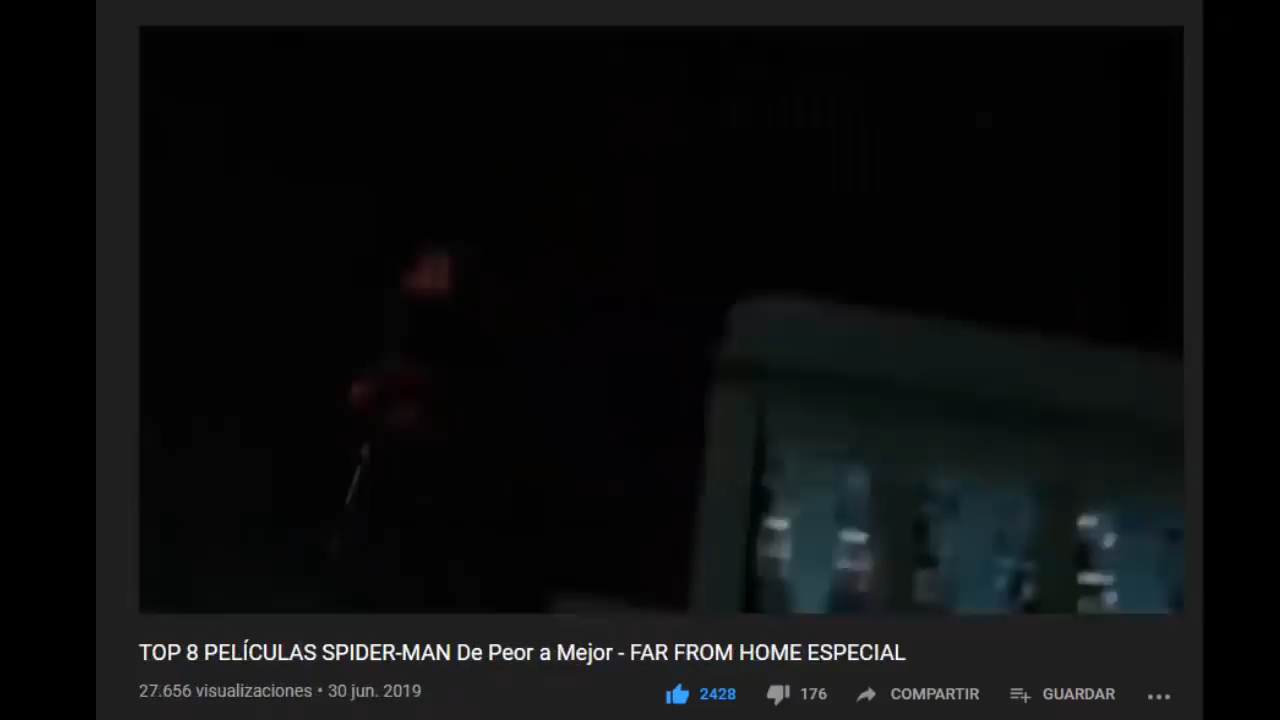 TOP 8 PELÍCULAS SPIDER-MAN De Peor a Mejor - FAR FROM HOME ESPECIAL
27.656 visualizaciones • 30 jun. 2019
2428 176 COMPARTIR GUARDAR